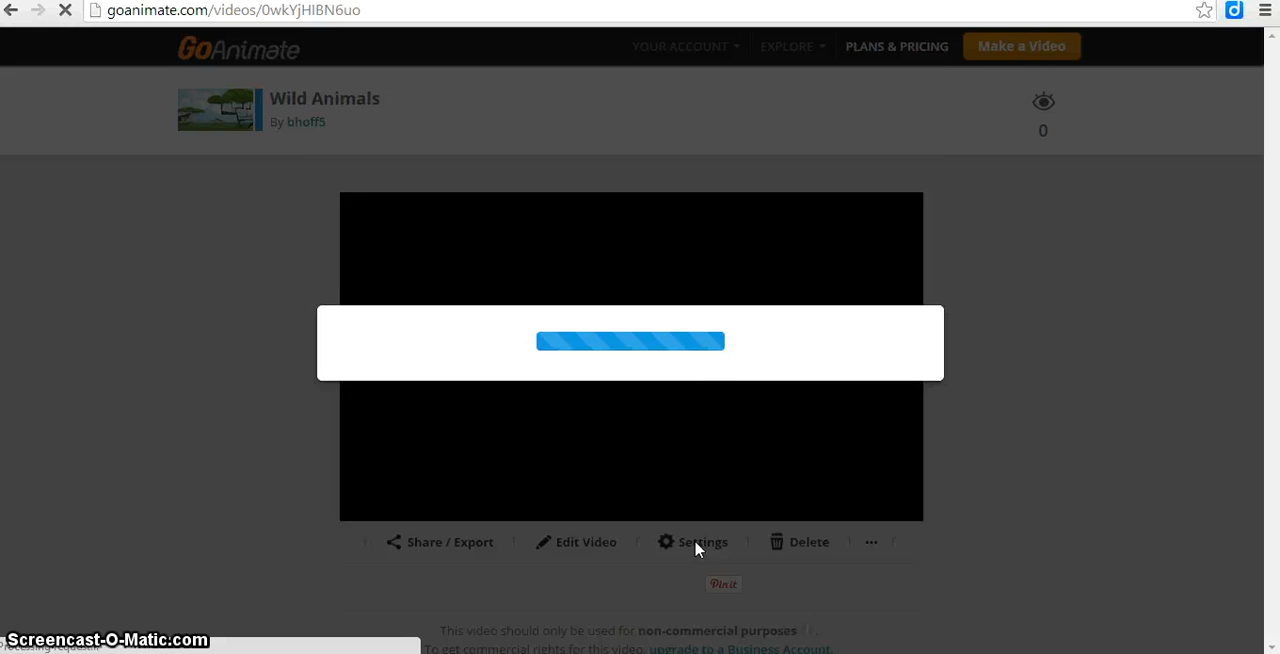 goanimate.com/videos/0wkYjHIBN6uo
GoAnimate YOUR ACCOUNT EXPLORE PLANS & PRICING Make a Video
Wild Animals
By bhoff5
0
Share / Export Edit Video Settings Delete
Pin it
This video should only be used for non-commercial purposes
To get commercial rights for this video, upgrade to a Business Account.
Screencast-O-Matic.com